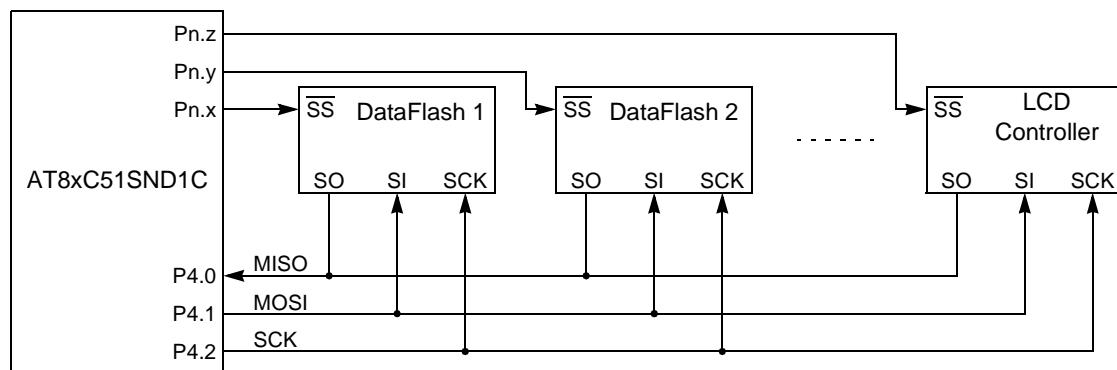 Pn.z
Pn.y
Pn.x
AT8xC51SND1C
P4.0
P4.1
P4.2
MISO
MOSI
SCK
SS DataFlash 1
SO SI SCK
SS DataFlash 2
SO SI SCK
SS LCD
Controller
SO SI SCK